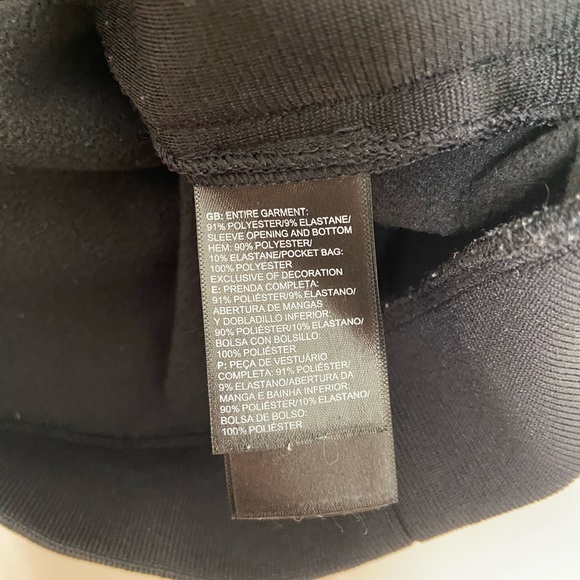 GB: ENTIRE GARMENT:
91% POLYESTER/9% ELASTANE/
SLEEVE OPENING AND BOTTOM
HEM: 90% POLYESTER/
10% ELASTANE/POCKET BAG:
100% POLYESTER
EXCLUSIVE OF DECORATION
E: PRENDA COMPLETA:
91% POLIÉSTER/9% ELASTANO/
ABERTURA DE MANGAS
Y DOBLADILLO INFERIOR:
90% POLIÉSTER/10% ELASTANO/
BOLSA CON BOLSILLO:
100% POLIÉSTER
P: PEÇA DE VESTUÁRIO
COMPLETA: 91% POLIÉSTER/
9% ELASTANO/ABERTURA DA
MANGA E BAINHA INFERIOR:
90% POLIÉSTER/10% ELASTANO/
BOLSA DE BOLSO:
100% POLIÉSTER